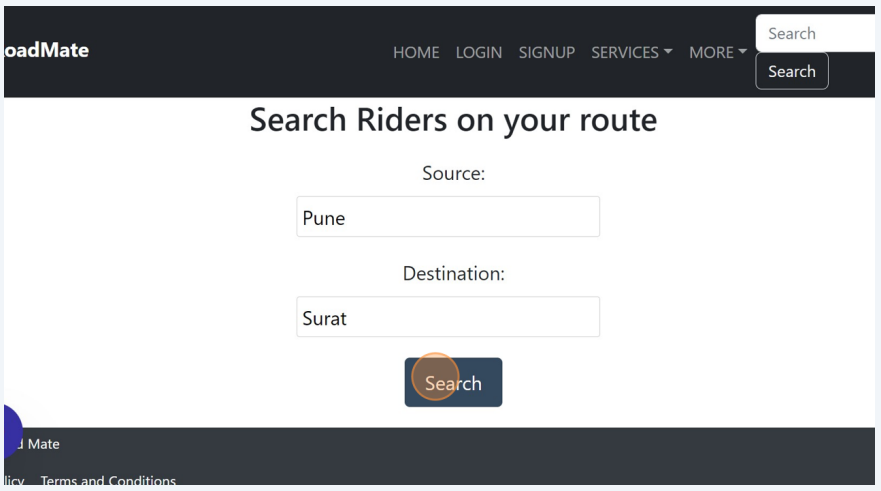 oadMate
HOME LOGIN SIGNUP SERVICES MORE
Search
Search
Search Riders on your route
Source:
Pune
Destination:
Surat
Search
d Mate
licy Terms and Conditions